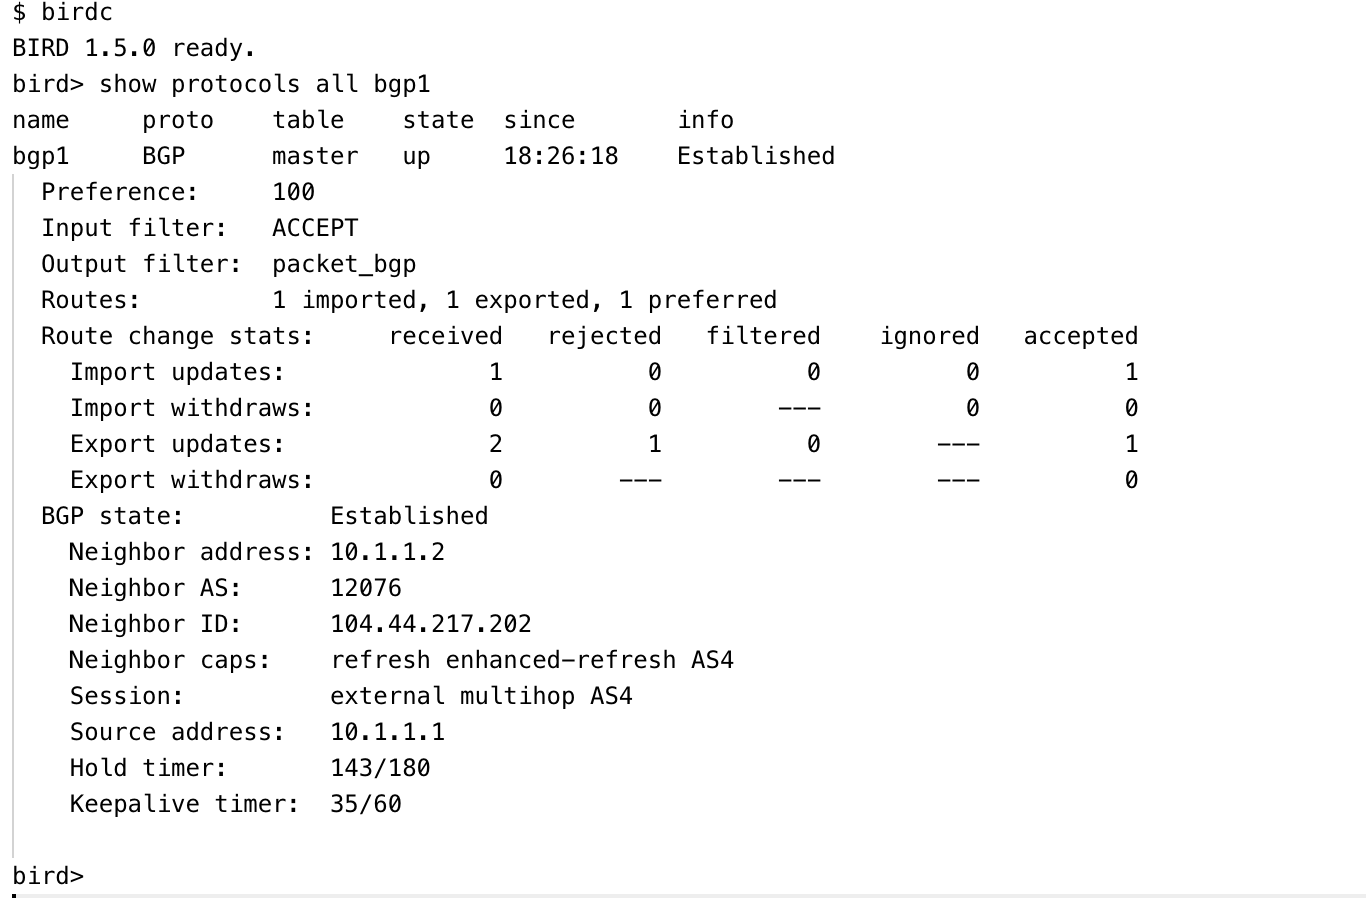 $ birdc
BIRD 1.5.0 ready.
bird> show protocols all bgp1
name     proto    table    state  since       info
bgp1     BGP      master   up     18:26:18    Established
  Preference:     100
  Input filter:   ACCEPT
  Output filter:  packet_bgp
  Routes:         1 imported, 1 exported, 1 preferred
  Route change stats:     received   rejected   filtered    ignored   accepted
    Import updates:              1          0          0          0          1
    Import withdraws:            0          0        ---          0          0
    Export updates:              2          1          0        ---          1
    Export withdraws:            0        ---        ---        ---          0
  BGP state:          Established
    Neighbor address: 10.1.1.2
    Neighbor AS:      12076
    Neighbor ID:      104.44.217.202
    Neighbor caps:    refresh enhanced-refresh AS4
    Session:          external multihop AS4
    Source address:   10.1.1.1
    Hold timer:       143/180
    Keepalive timer:  35/60
bird>